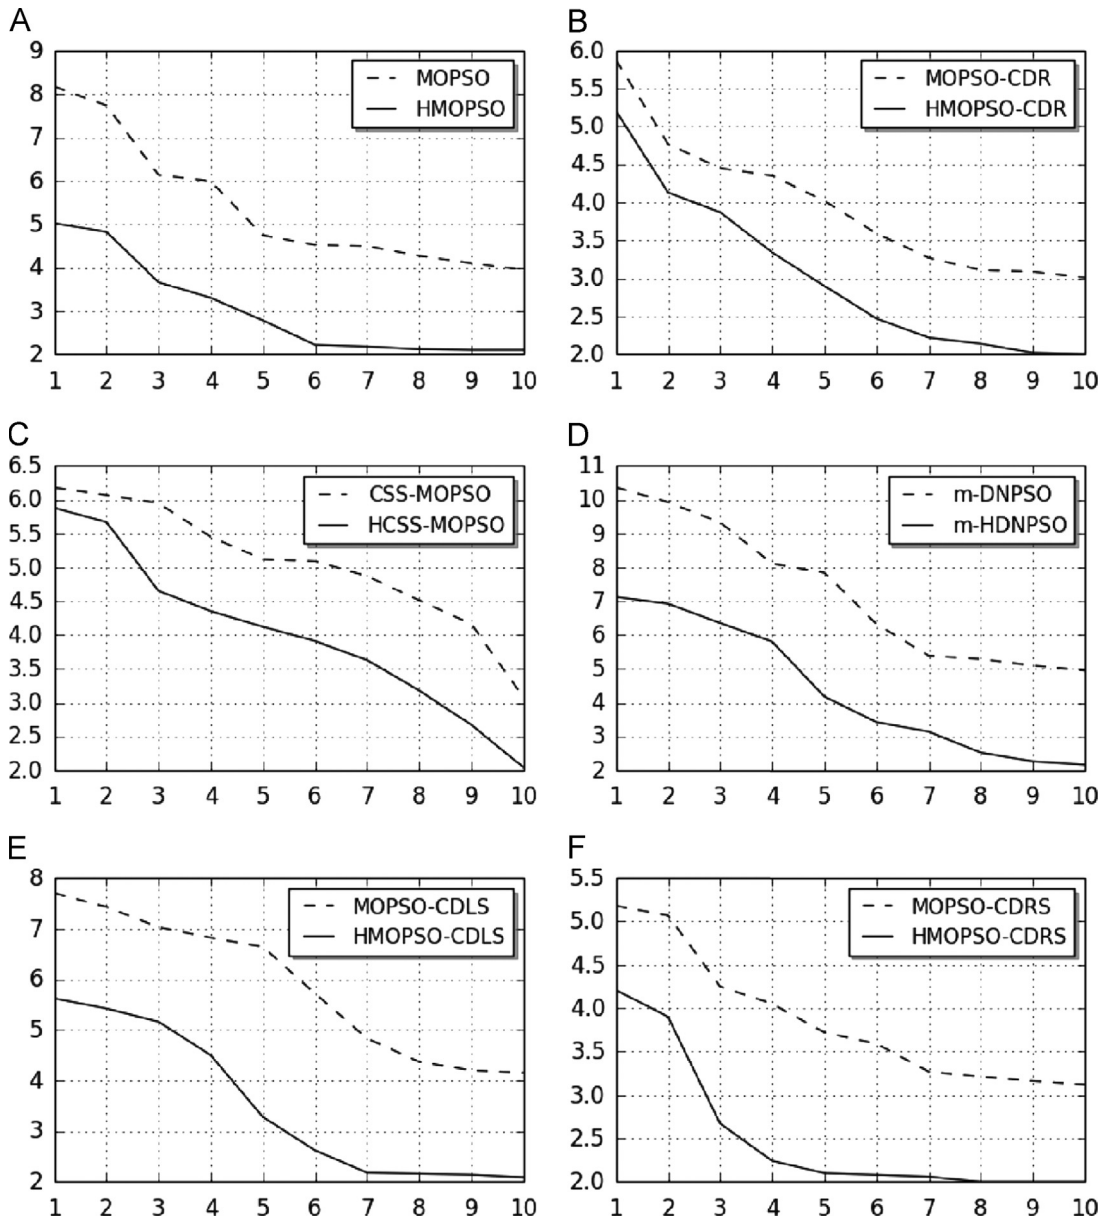 A
9
8
7
6
5
4
3
2
1 2 3 4 5 6 7 8 9 10
MOPSO
HMOPSO
B
6.0
5.5
5.0
4.5
4.0
3.5
3.0
2.5
2.0
1 2 3 4 5 6 7 8 9 10
MOPSO-CDR
HMOPSO-CDR
C
6.5
6.0
5.5
5.0
4.5
4.0
3.5
3.0
2.5
2.0
1 2 3 4 5 6 7 8 9 10
CSS-MOPSO
HCSS-MOPSO
D
11
10
9
8
7
6
5
4
3
2
1 2 3 4 5 6 7 8 9 10
m-DNPSO
m-HDNPSO
E
8
7
6
5
4
3
2
1 2 3 4 5 6 7 8 9 10
MOPSO-CDLS
HMOPSO-CDLS
F
5.5
5.0
4.5
4.0
3.5
3.0
2.5
2.0
1 2 3 4 5 6 7 8 9 10
MOPSO-CDRS
HMOPSO-CDRS